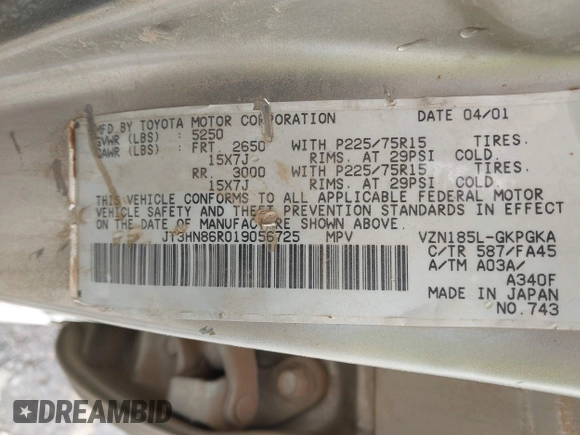 MFD BY TOYOTA MOTOR CORPORATION DATE 04/01
GVWR (LBS) : 5250
GAWR (LBS) : FRT. 2650 WITH P225/75R15 TIRES.
15X7J RIMS. AT 29PSI COLD.
RR. 3000 WITH P225/75R15 TIRES.
15X7J RIMS. AT 29PSI COLD.
THIS VEHICLE CONFORMS TO ALL APPLICABLE FEDERAL MOTOR
VEHICLE SAFETY AND THEFT PREVENTION STANDARDS IN EFFECT
ON THE DATE OF MANUFACTURE SHOWN ABOVE.
JT3HN86R019056725 MPV VZN185L-GKPGKA
C/TR 587/FA45
A/TM A03A/
A340F
MADE IN JAPAN
NO.743
DREAMBID